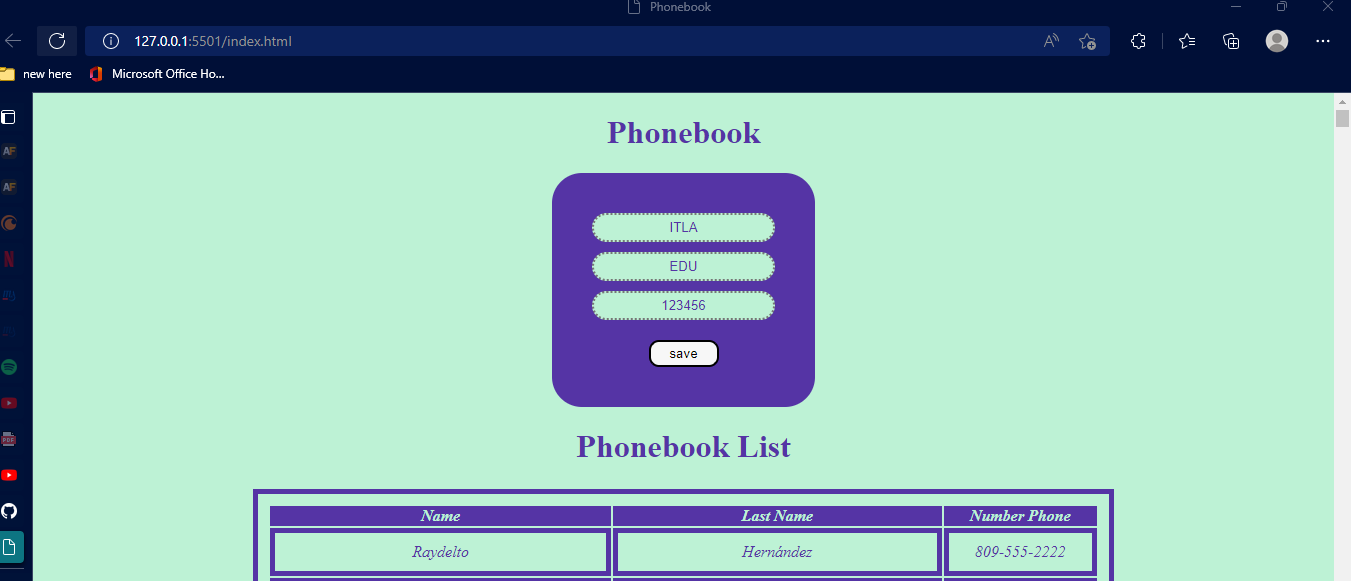 Phonebook
127.0.0.1:5501/index.html
new here
Microsoft Office Ho...
Phonebook
ITLA
EDU
123456
save
Phonebook List
Name Last Name Number Phone
Raydelto Hernández 809-555-2222